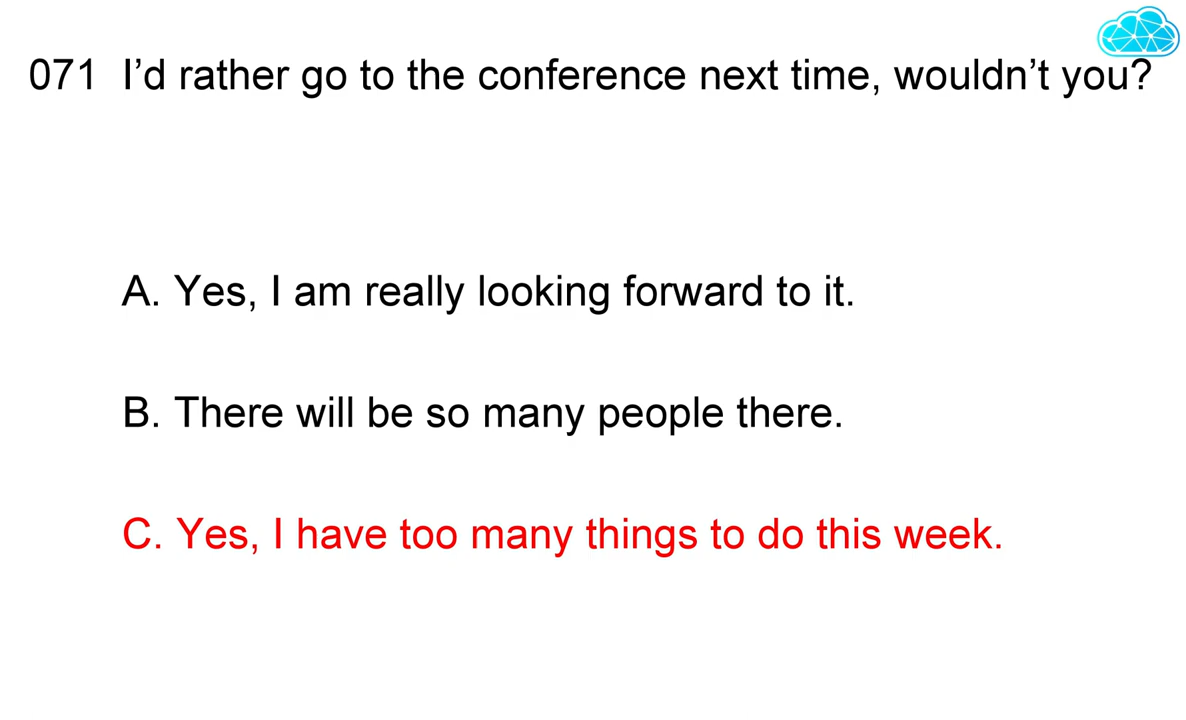 071 I’d rather go to the conference next time, wouldn’t you?
A. Yes, I am really looking forward to it.
B. There will be so many people there.
C. Yes, I have too many things to do this week.